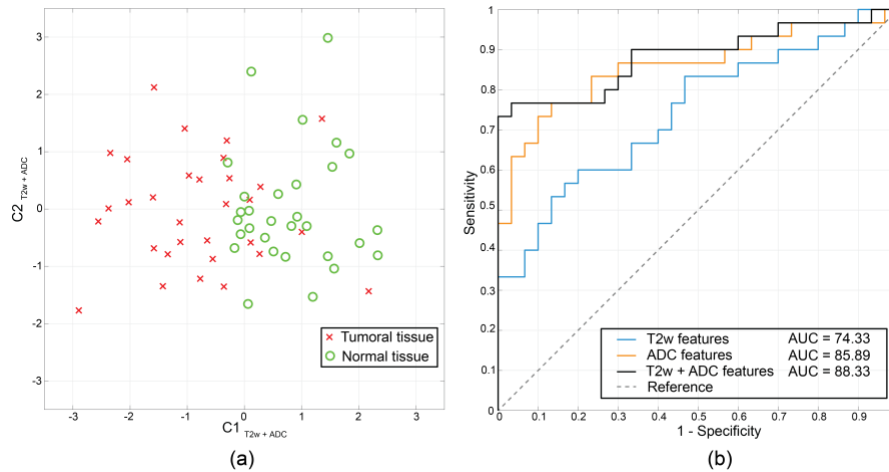 3
2
1
0
-1
-2
-3
C2 T2w + ADC
-3 -2 -1 0 1 2 3
C1 T2w + ADC
× Tumoral tissue
○ Normal tissue
(a)
1
0.9
0.8
0.7
0.6
0.5
0.4
0.3
0.2
0.1
0
Sensitivity
T2w features AUC = 74.33
ADC features AUC = 85.89
T2w + ADC features AUC = 88.33
Reference
0.1 0.2 0.3 0.4 0.5 0.6 0.7 0.8 0.9
1 - Specificity
(b)